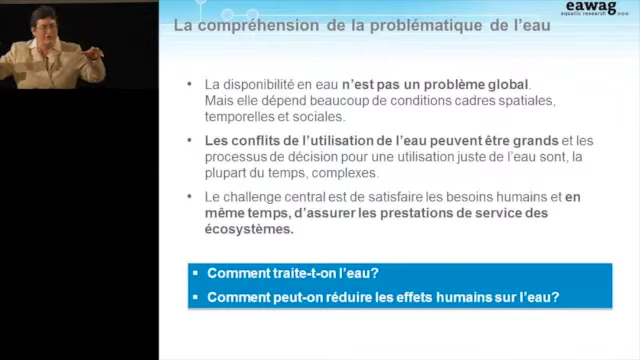 eawag
aquatic research
La compréhension de la problématique de l'eau
• La disponibilité en eau n'est pas un problème global.
Mais elle dépend beaucoup de conditions cadres spatiales,
temporelles et sociales.
• Les conflits de l'utilisation de l'eau peuvent être grands et les
processus de décision pour une utilisation juste de l'eau sont, la
plupart du temps, complexes.
• Le challenge central est de satisfaire les besoins humains et en
même temps, d'assurer les prestations de service des
écosystèmes.
▪ Comment traite-t-on l'eau?
▪ Comment peut-on réduire les effets humains sur l'eau?